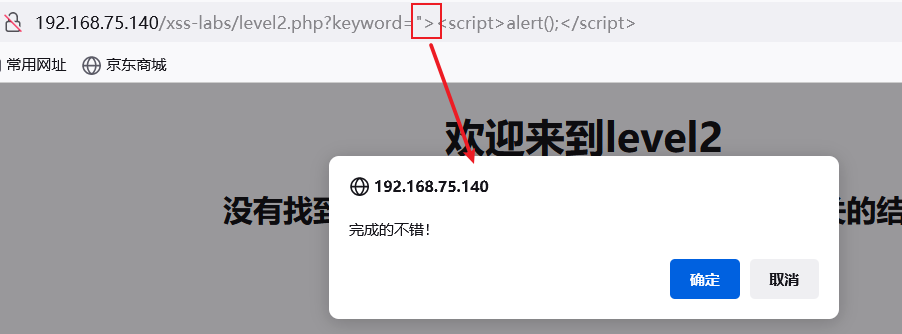 192.168.75.140/xss-labs/level2.php?keyword="><script>alert();</script>
常用网址 京东商城
欢迎来到level2
没有找到
的结
192.168.75.140
完成的不错！
确定 取消